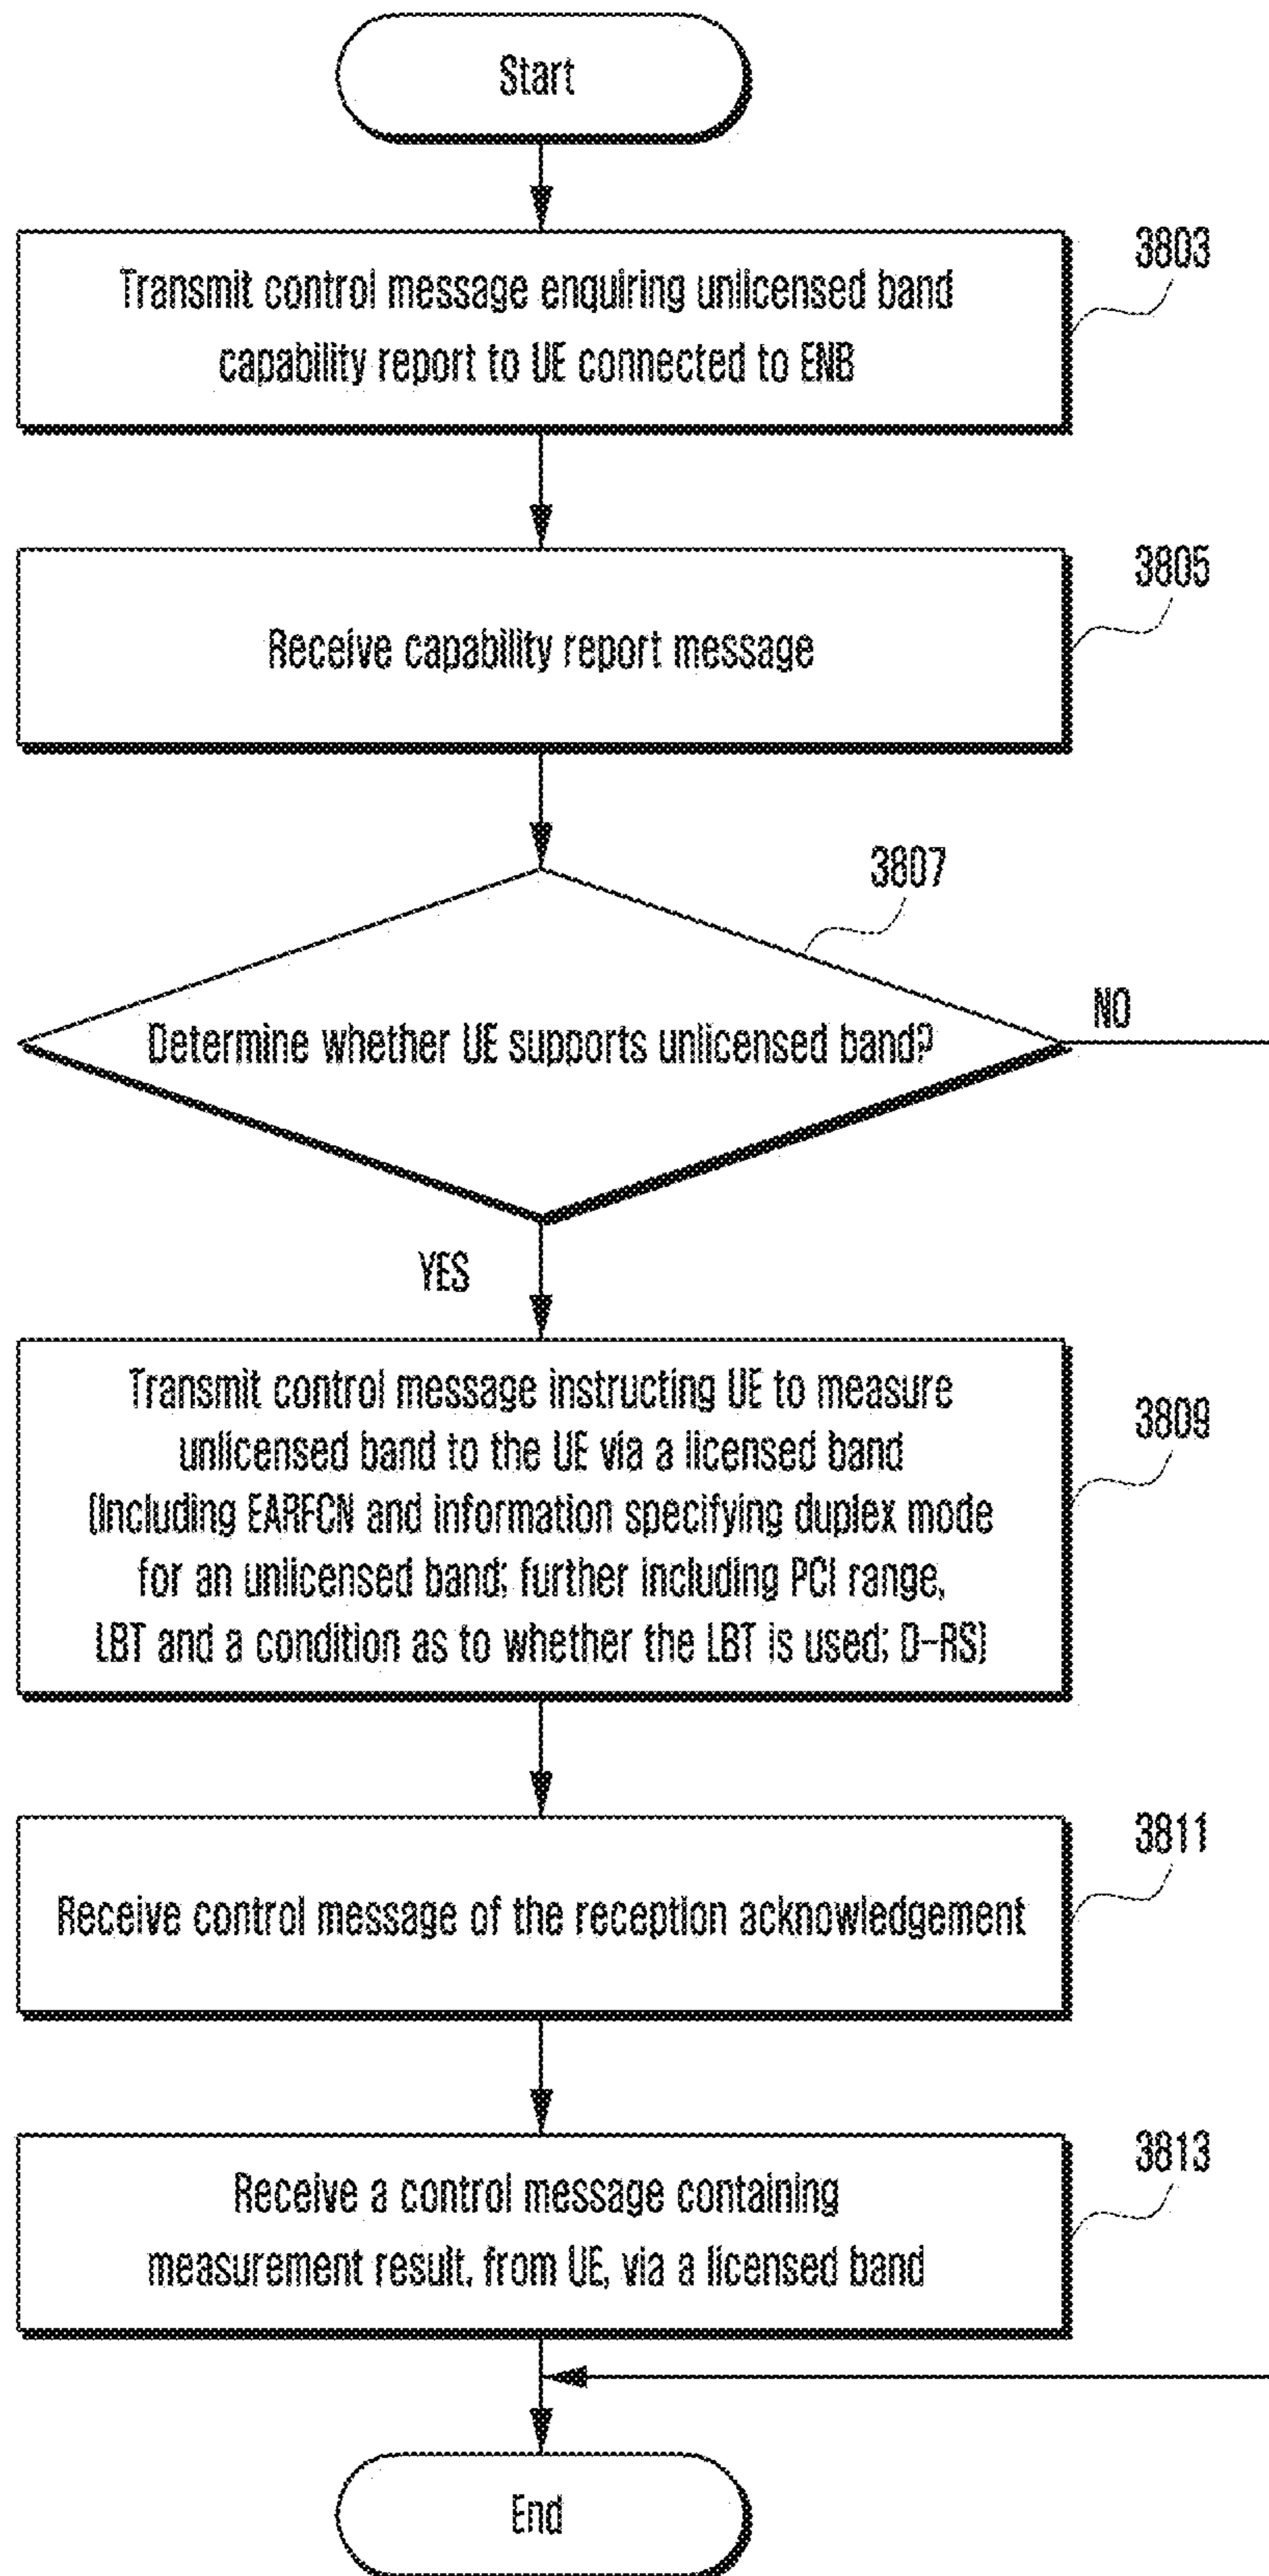 Start
3803
Transmit control message enquiring unlicensed band
capability report to UE connected to ENB
3805
Receive capability report message
3807
Determine whether UE supports unlicensed band?
NO
YES
3809
Transmit control message instructing UE to measure
unlicensed band to the UE via a licensed band
(Including EARFCN and information specifying duplex mode
for an unlicensed band; further including PCI range,
LBT and a condition as to whether the LBT is used; D-RS)
3811
Receive control message of the reception acknowledgement
3813
Receive a control message containing
measurement result, from UE, via a licensed band
End